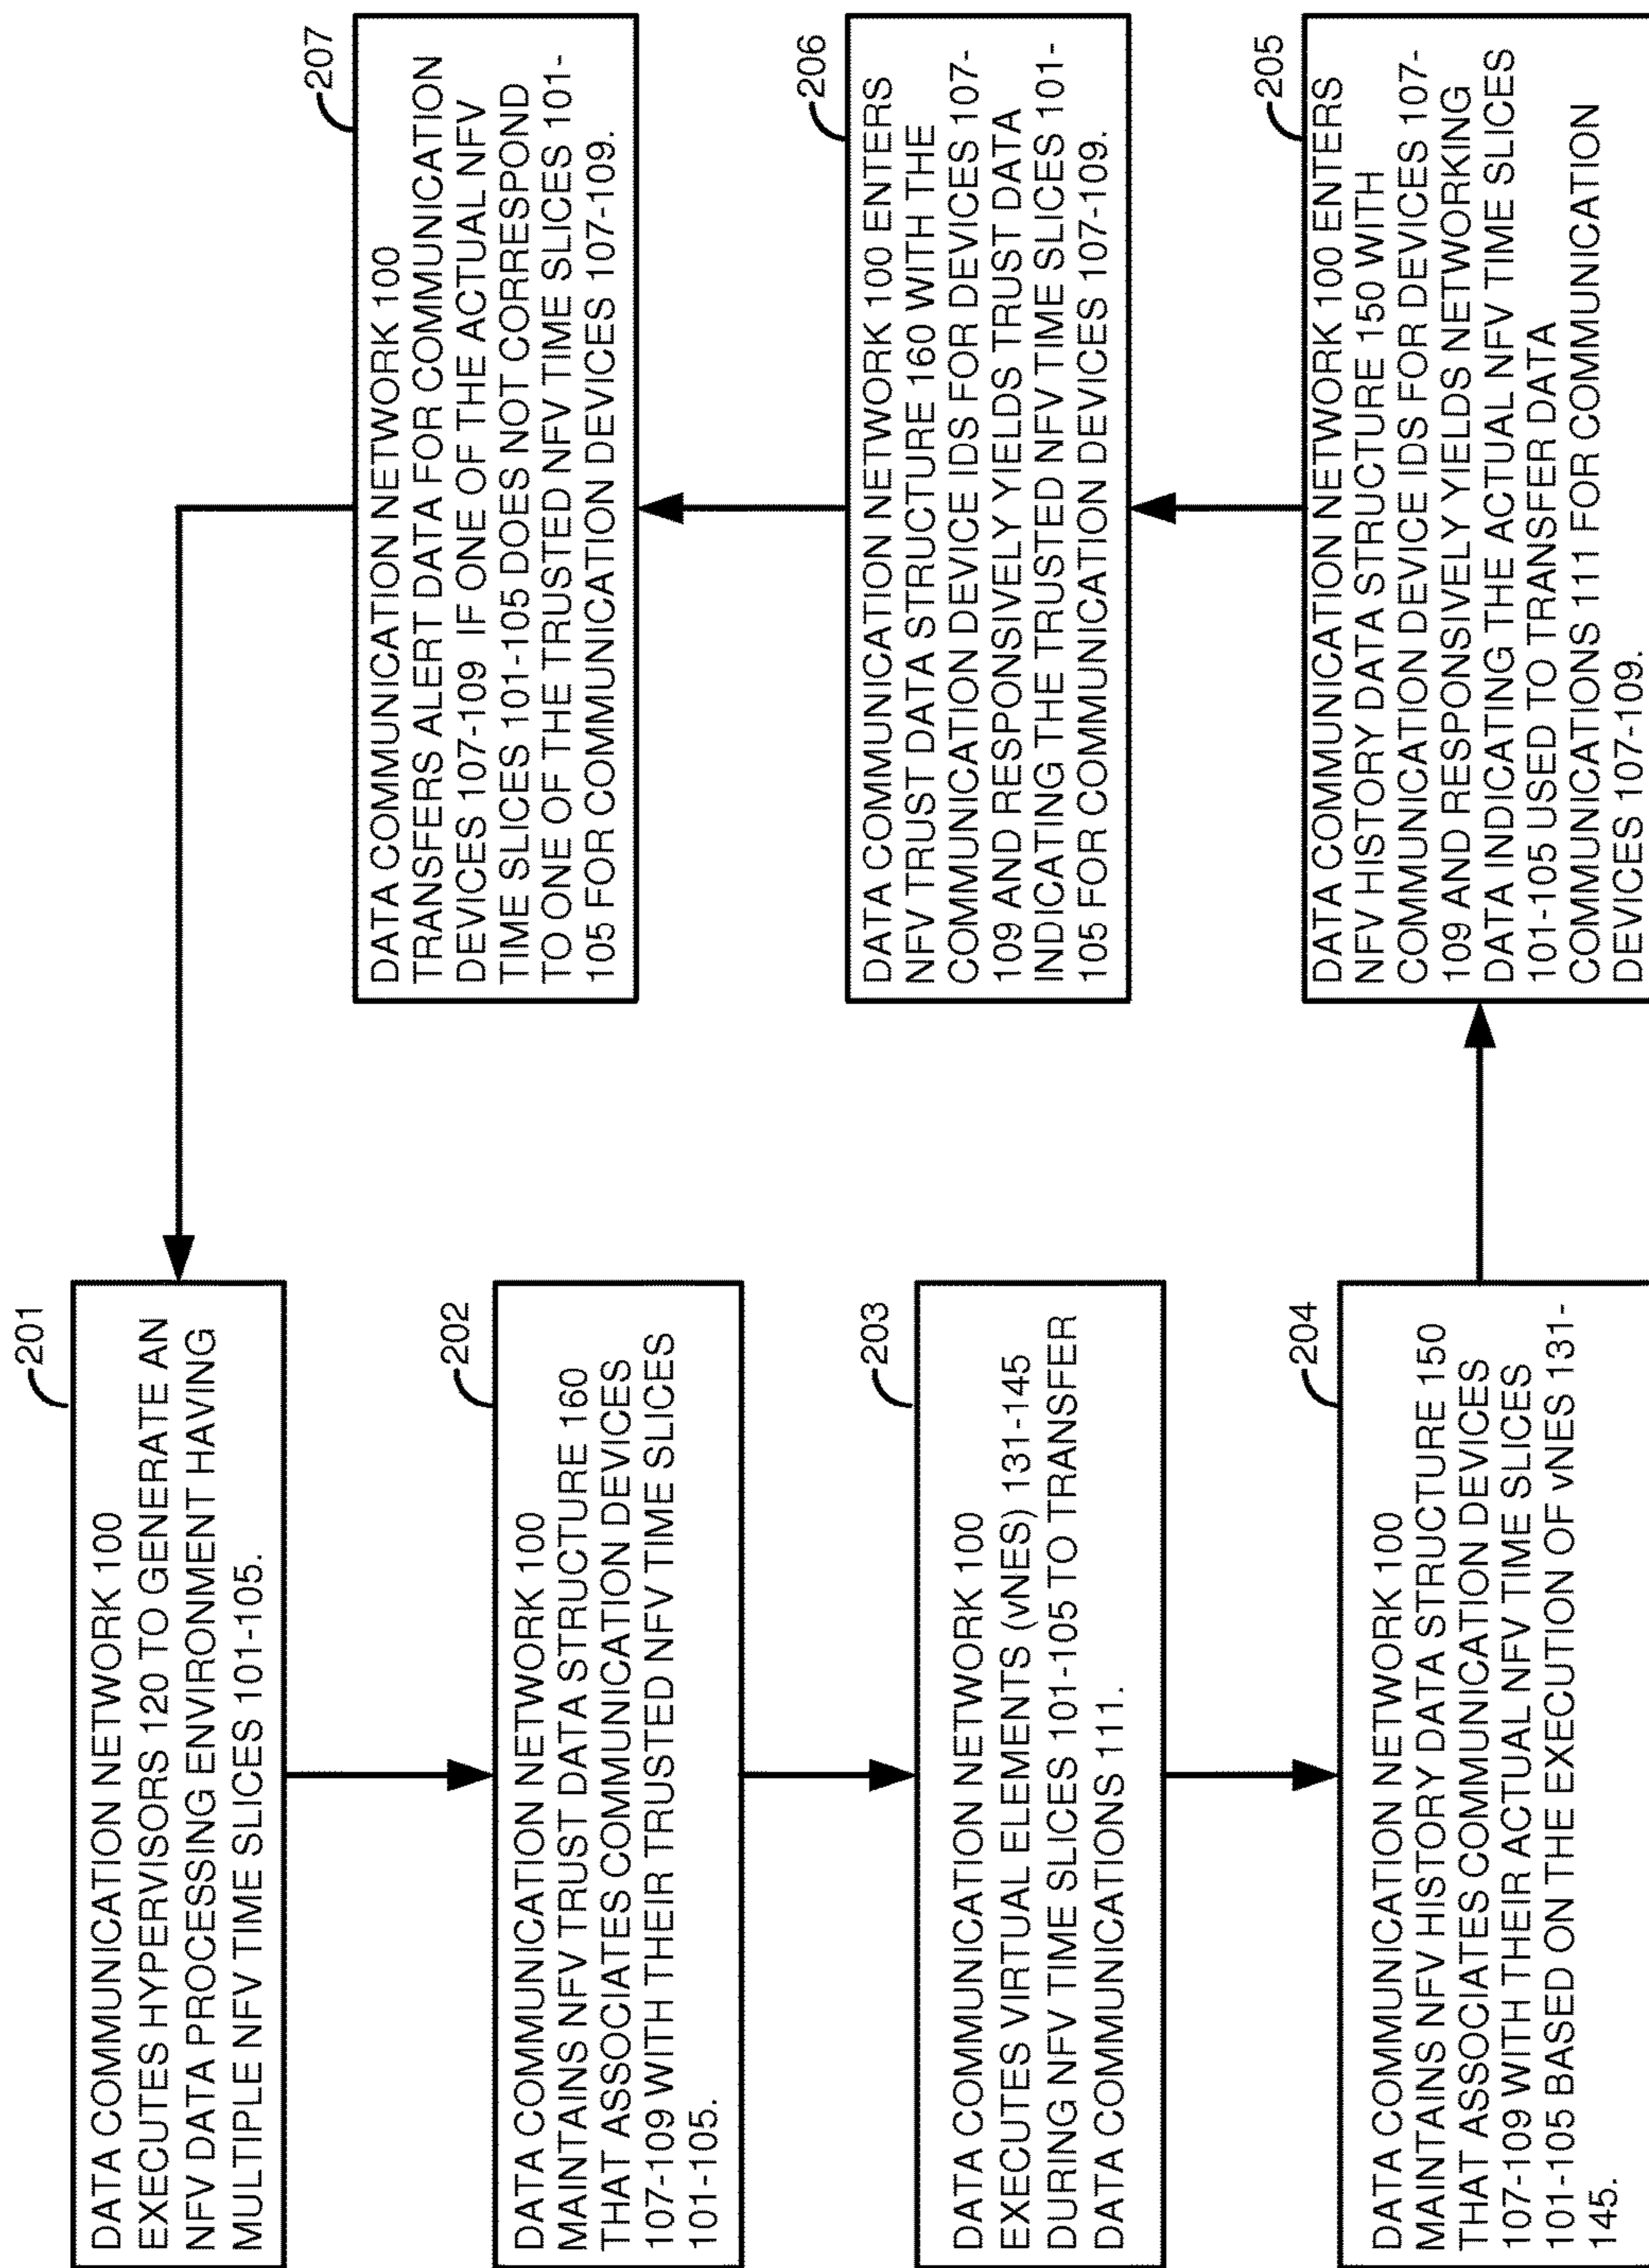 201
DATA COMMUNICATION NETWORK 100
EXECUTES HYPERVISORS 120 TO GENERATE AN
NFV DATA PROCESSING ENVIRONMENT HAVING
MULTIPLE NFV TIME SLICES 101-105.
202
DATA COMMUNICATION NETWORK 100
MAINTAINS NFV TRUST DATA STRUCTURE 160
THAT ASSOCIATES COMMUNICATION DEVICES
107-109 WITH THEIR TRUSTED NFV TIME SLICES
101-105.
203
DATA COMMUNICATION NETWORK 100
EXECUTES VIRTUAL ELEMENTS (vNES) 131-145
DURING NFV TIME SLICES 101-105 TO TRANSFER
DATA COMMUNICATIONS 111.
204
DATA COMMUNICATION NETWORK 100
MAINTAINS NFV HISTORY DATA STRUCTURE 150
THAT ASSOCIATES COMMUNICATION DEVICES
107-109 WITH THEIR ACTUAL NFV TIME SLICES
101-105 BASED ON THE EXECUTION OF vNES 131-
145.
205
DATA COMMUNICATION NETWORK 100 ENTERS
NFV HISTORY DATA STRUCTURE 150 WITH
COMMUNICATION DEVICE IDS FOR DEVICES 107-
109 AND RESPONSIVELY YIELDS NETWORKING
DATA INDICATING THE ACTUAL NFV TIME SLICES
101-105 USED TO TRANSFER DATA
COMMUNICATIONS 111 FOR COMMUNICATION
DEVICES 107-109.
206
DATA COMMUNICATION NETWORK 100 ENTERS
NFV TRUST DATA STRUCTURE 160 WITH THE
COMMUNICATION DEVICE IDS FOR DEVICES 107-
109 AND RESPONSIVELY YIELDS TRUST DATA
INDICATING THE TRUSTED NFV TIME SLICES 101-
105 FOR COMMUNICATION DEVICES 107-109.
207
DATA COMMUNICATION NETWORK 100
TRANSFERS ALERT DATA FOR COMMUNICATION
DEVICES 107-109 IF ONE OF THE ACTUAL NFV
TIME SLICES 101-105 DOES NOT CORRESPOND
TO ONE OF THE TRUSTED NFV TIME SLICES 101-
105 FOR COMMUNICATION DEVICES 107-109.